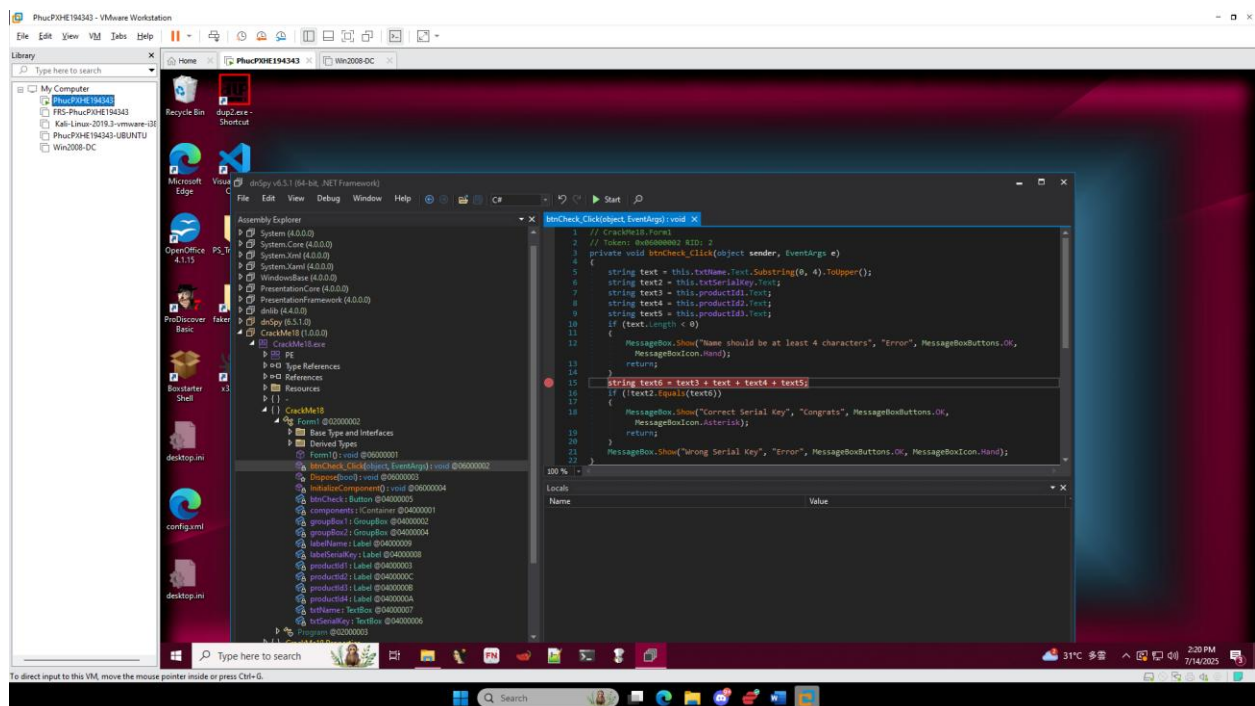 PhucPXHE194343 - VMware Workstation
File Edit View VM Tabs Help
Library
Type here to search
My Computer
PhucPXHE194343
FRS-PhucPXHE194343
Kali-Linux-2019.3-vmware-i38
PhucPXHE194343-UBUNTU
Win2008-DC
Home
PhucPXHE194343
Win2008-DC
Recycle Bin
dup2.exe - Shortcut
Microsoft Edge
OpenOffice 4.1.15
ProDiscover Basic
Boxstarter Shell
desktop.ini
config.xml
desktop.ini
dnSpy v6.5.1 (64-bit, .NET Framework)
File Edit View Debug Window Help C# Start
Assembly Explorer
System (4.0.0.0)
System.Core (4.0.0.0)
System.Xml (4.0.0.0)
System.Xaml (4.0.0.0)
WindowsBase (4.0.0.0)
PresentationCore (4.0.0.0)
PresentationFramework (4.0.0.0)
dnlib (4.4.0.0)
dnSpy (6.5.1.0)
CrackMe18 (1.0.0.0)
CrackMe18.exe
PE
Type References
References
Resources
{ } -
{ } CrackMe18
Form1 @02000002
Base Type and Interfaces
Derived Types
Form1() : void @06000001
btnCheck_Click(object, EventArgs) : void @06000002
Dispose(bool) : void @06000003
InitializeComponent() : void @06000004
btnCheck : Button @04000005
components : IContainer @04000001
groupBox1 : GroupBox @04000002
groupBox2 : GroupBox @04000004
labelName : Label @04000009
labelSerialKey : Label @04000008
productId1 : Label @04000003
productId2 : Label @0400000C
productId3 : Label @0400000B
productId4 : Label @0400000A
txtName : TextBox @04000007
txtSerialKey : TextBox @04000006
Program @02000003
btnCheck_Click(object, EventArgs) : void
1 // CrackMe18.Form1
2 // Token: 0x06000002 RID: 2
3 private void btnCheck_Click(object sender, EventArgs e)
4 {
5 string text = this.txtName.Text.Substring(0, 4).ToUpper();
6 string text2 = this.txtSerialKey.Text;
7 string text3 = this.productId1.Text;
8 string text4 = this.productId2.Text;
9 string text5 = this.productId3.Text;
10 if (text.Length < 0)
11 {
12 MessageBox.Show("Name should be at least 4 characters", "Error", MessageBoxButtons.OK,
MessageBoxIcon.Hand);
13 return;
14 }
15 string text6 = text3 + text + text4 + text5;
16 if (!text2.Equals(text6))
17 {
18 MessageBox.Show("Correct Serial Key", "Congrats", MessageBoxButtons.OK,
MessageBoxIcon.Asterisk);
19 return;
20 }
21 MessageBox.Show("Wrong Serial Key", "Error", MessageBoxButtons.OK, MessageBoxIcon.Hand);
22 }
100 %
Locals
Name Value
Type here to search
FN
31°C 多雲
2:20 PM
7/14/2025
To direct input to this VM, move the mouse pointer inside or press Ctrl+G.
Search